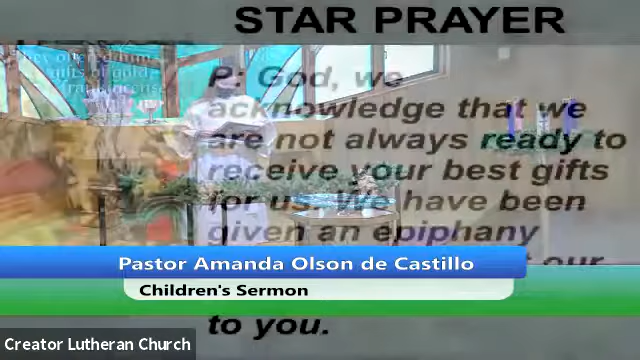 STAR PRAYER
P: God, we
acknowledge that we
are not always ready to
receive your best gifts
for us. We have been
given an epiphany
Pastor Amanda Olson de Castillo
Children's Sermon
to you.
Creator Lutheran Church